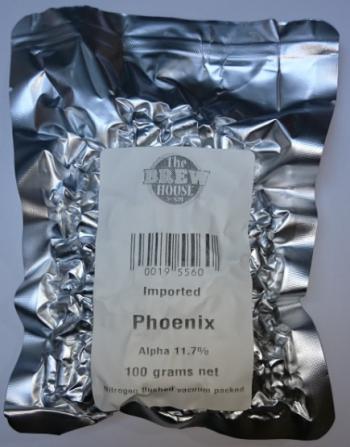 The
BREW
HOUSE
0019 5560
Imported
Phoenix
Alpha 11.7%
100 grams net
Nitrogen flushed vacuum packed